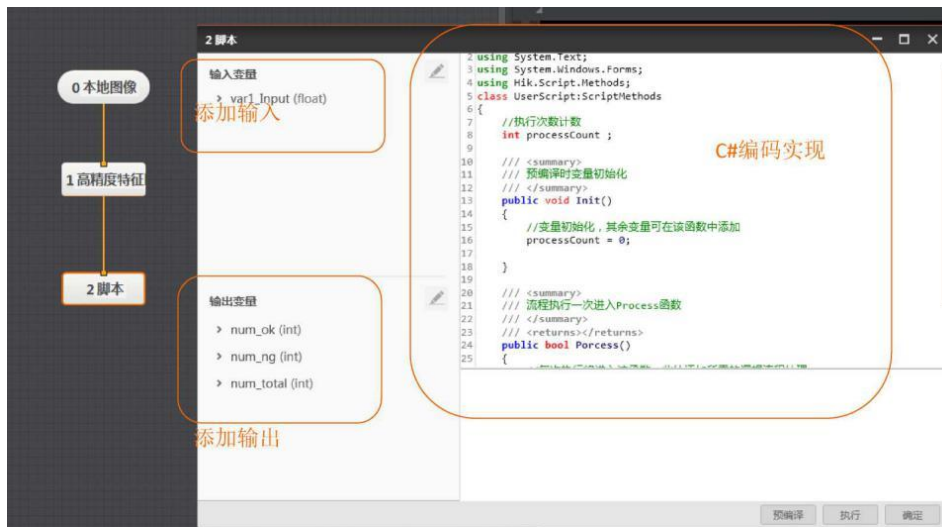 2 脚本
0 本地图像
1 高精度特征
2 脚本
输入变量
var1_Input (float)
添加输入
输出变量
num_ok (int)
num_ng (int)
num_total (int)
添加输出
2 using System.Text;
3 using System.Windows.Forms;
4 using Hik.Script.Methods;
5 class UserScript:ScriptMethods
6 {
7 //执行次数计数
8 int processCount ;
9
10 /// <summary>
11 /// 预编译时变量初始化
12 /// </summary>
13 public void Init()
14 {
15 //变量初始化，其余变量可在该函数中添加
16 processCount = 0;
17
18 }
19
20 /// <summary>
21 /// 流程执行一次进入Process函数
22 /// </summary>
23 /// <returns></returns>
24 public bool Porcess()
25 {
C#编码实现
预编译
执行
确定